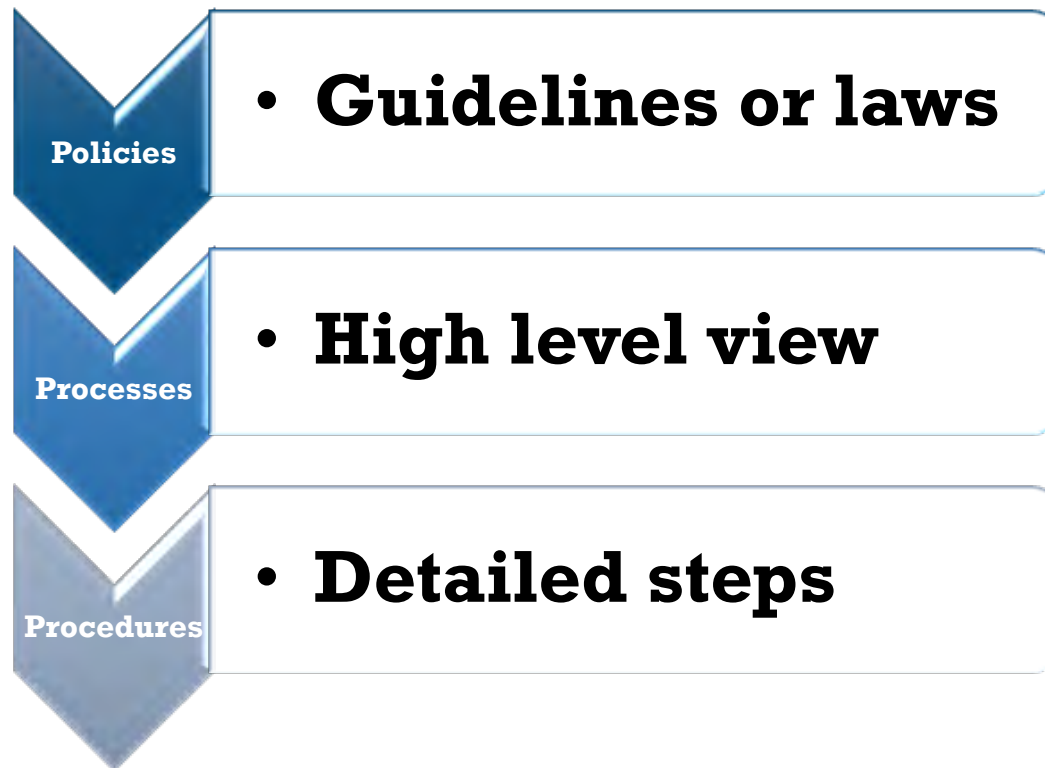 Policies
• Guidelines or laws
Processes
• High level view
Procedures
• Detailed steps